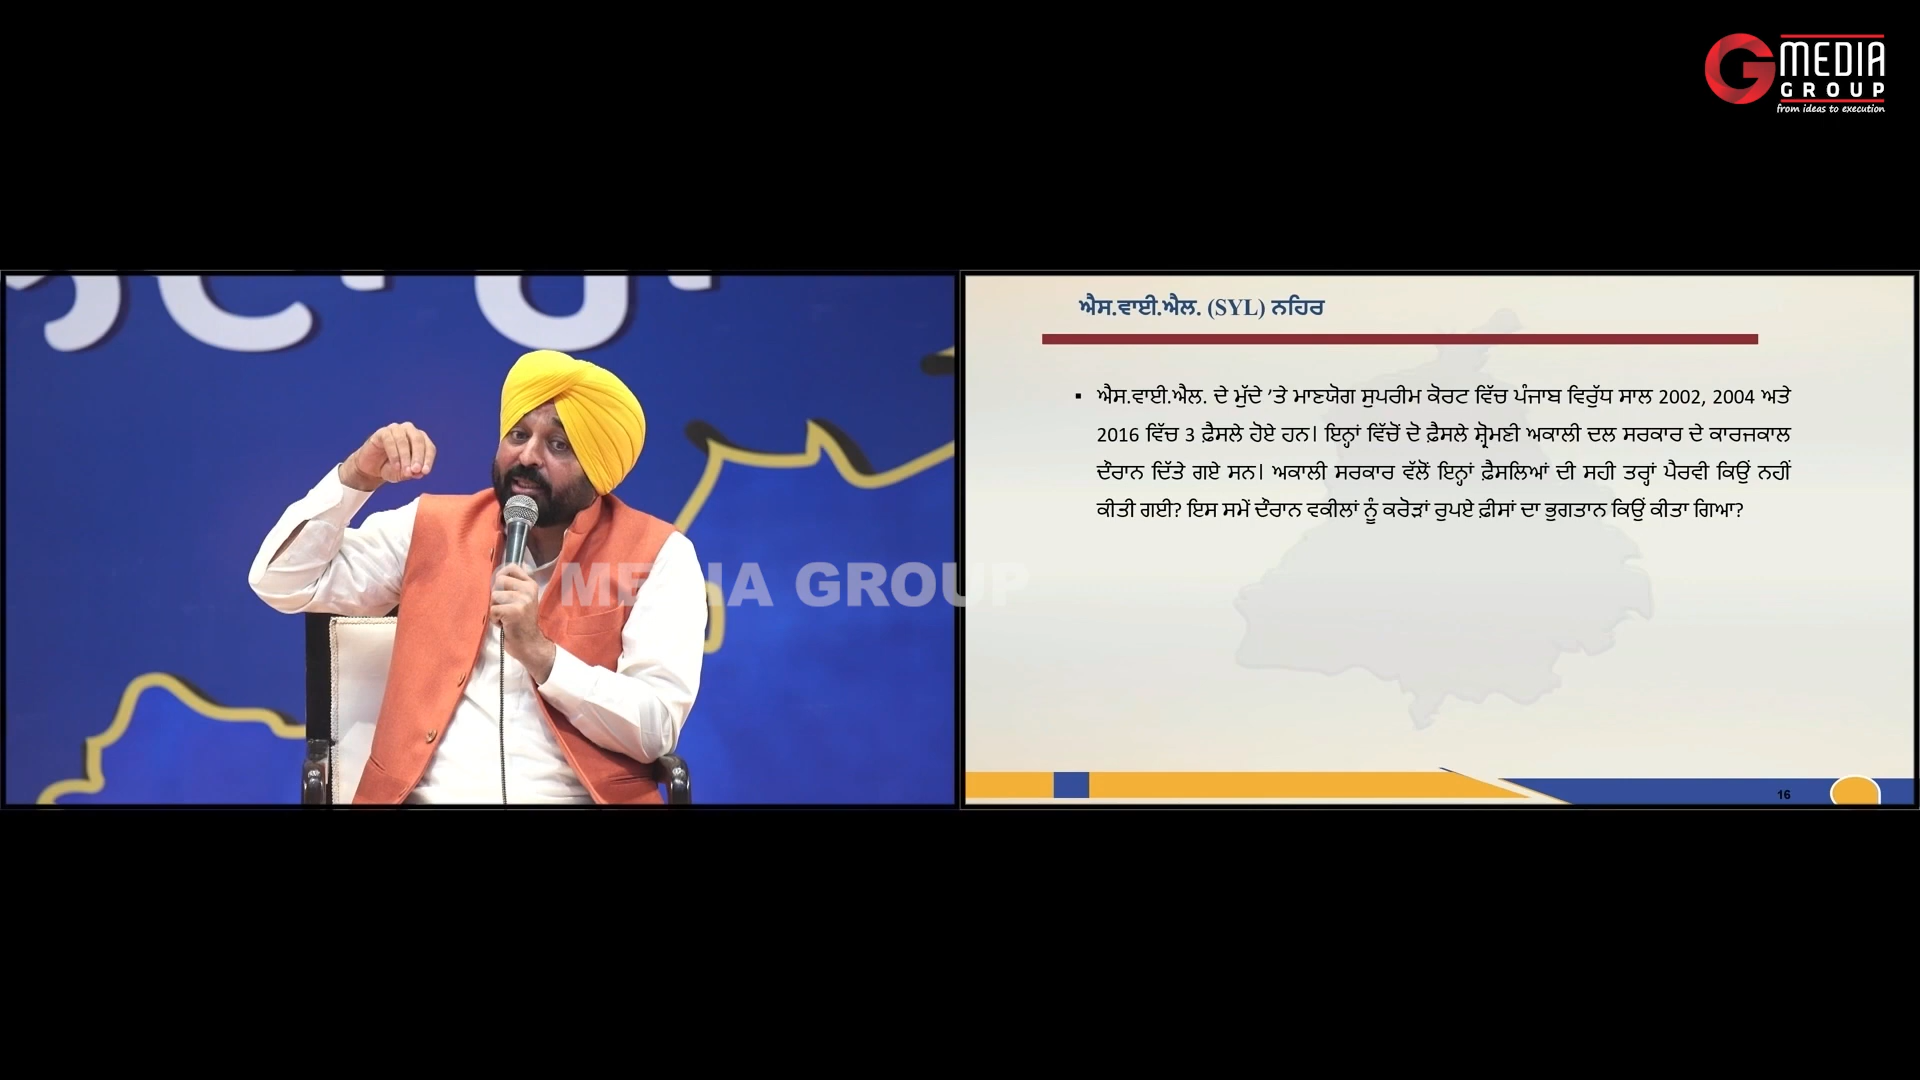 MEDIA
GROUP
from ideas to execution
ਐਸ.ਵਾਈ.ਐਲ. (SYL) ਨਹਿਰ
▪ ਐਸ.ਵਾਈ.ਐਲ. ਦੇ ਮੁੱਦੇ ’ਤੇ ਮਾਣਯੋਗ ਸੁਪਰੀਮ ਕੋਰਟ ਵਿੱਚ ਪੰਜਾਬ ਵਿਰੁੱਧ ਸਾਲ 2002, 2004 ਅਤੇ
2016 ਵਿੱਚ 3 ਫ਼ੈਸਲੇ ਹੋਏ ਹਨ। ਇਨ੍ਹਾਂ ਵਿੱਚੋਂ ਦੋ ਫ਼ੈਸਲੇ ਸ਼੍ਰੋਮਣੀ ਅਕਾਲੀ ਦਲ ਸਰਕਾਰ ਦੇ ਕਾਰਜਕਾਲ
ਦੌਰਾਨ ਦਿੱਤੇ ਗਏ ਸਨ। ਅਕਾਲੀ ਸਰਕਾਰ ਵੱਲੋਂ ਇਨ੍ਹਾਂ ਫ਼ੈਸਲਿਆਂ ਦੀ ਸਹੀ ਤਰ੍ਹਾਂ ਪੈਰਵੀ ਕਿਉਂ ਨਹੀਂ
ਕੀਤੀ ਗਈ? ਇਸ ਸਮੇਂ ਦੌਰਾਨ ਵਕੀਲਾਂ ਨੂੰ ਕਰੋੜਾਂ ਰੁਪਏ ਫ਼ੀਸਾਂ ਦਾ ਭੁਗਤਾਨ ਕਿਉਂ ਕੀਤਾ ਗਿਆ?
MEDIA GROUP
16